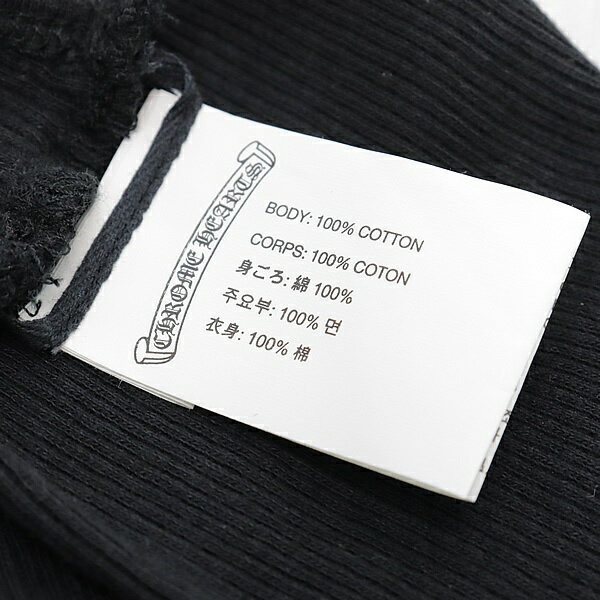 CHROME HEARTS
BODY: 100% COTTON
CORPS: 100% COTON
身ごろ: 綿 100%
주요부: 100% 면
衣身: 100% 棉